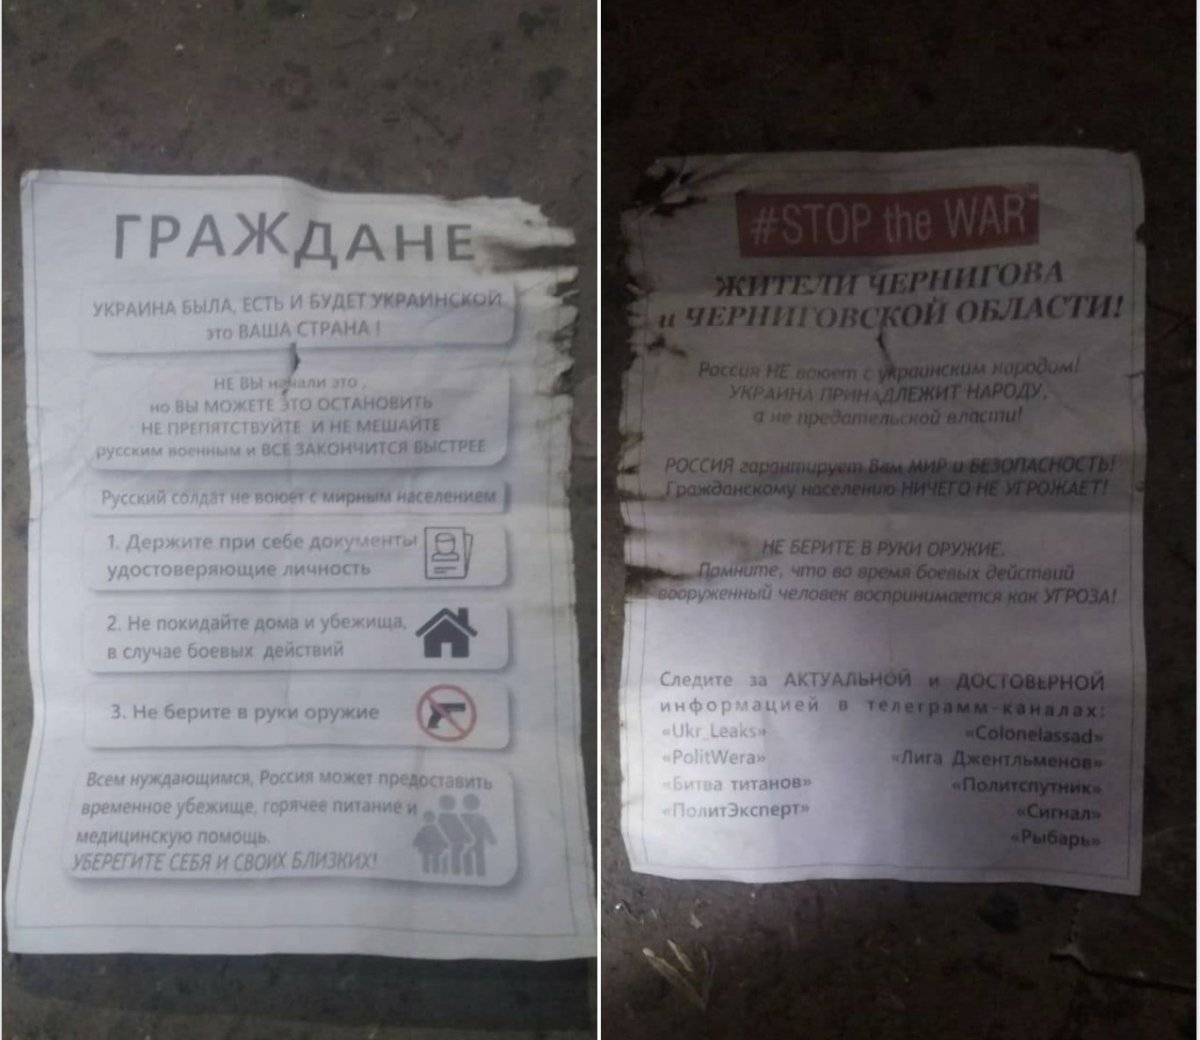 ГРАЖДАНЕ
УКРАИНА БЫЛА, ЕСТЬ И БУДЕТ УКРАИНСКОЙ
это ВАША СТРАНА !
НЕ ВЫ начали это ,
но ВЫ МОЖЕТЕ ЭТО ОСТАНОВИТЬ
НЕ ПРЕПЯТСТВУЙТЕ И НЕ МЕШАЙТЕ
русским военным и ВСЕ ЗАКОНЧИТСЯ БЫСТРЕЕ
Русский солдат не воюет с мирным населением
1. Держите при себе документы
удостоверяющие личность
2. Не покидайте дома и убежища,
в случае боевых действий
3. Не берите в руки оружие
Всем нуждающимся, Россия может предоставить
временное убежище, горячее питание и
медицинскую помощь.
УБЕРЕГИТЕ СЕБЯ И СВОИХ БЛИЗКИХ!
#STOP the WAR
ЖИТЕЛИ ЧЕРНИГОВА
и ЧЕРНИГОВСКОЙ ОБЛАСТИ!
Россия НЕ воюет с украинским народом!
УКРАИНА ПРИНАДЛЕЖИТ НАРОДУ,
а не предательской власти!
РОССИЯ гарантирует Вам МИР и БЕЗОПАСНОСТЬ!
Гражданскому населению НИЧЕГО НЕ УГРОЖАЕТ!
НЕ БЕРИТЕ В РУКИ ОРУЖИЕ.
Помните, что во время боевых действий
вооруженный человек воспринимается как УГРОЗА!
Следите за АКТУАЛЬНОЙ и ДОСТОВЕРНОЙ
информацией в телеграмм-каналах:
«Ukr_Leaks» «Colonelassad»
«PolitWera» «Лига Джентльменов»
«Битва титанов» «Политспутник»
«ПолитЭксперт» «Сигнал»
«Рыбарь»